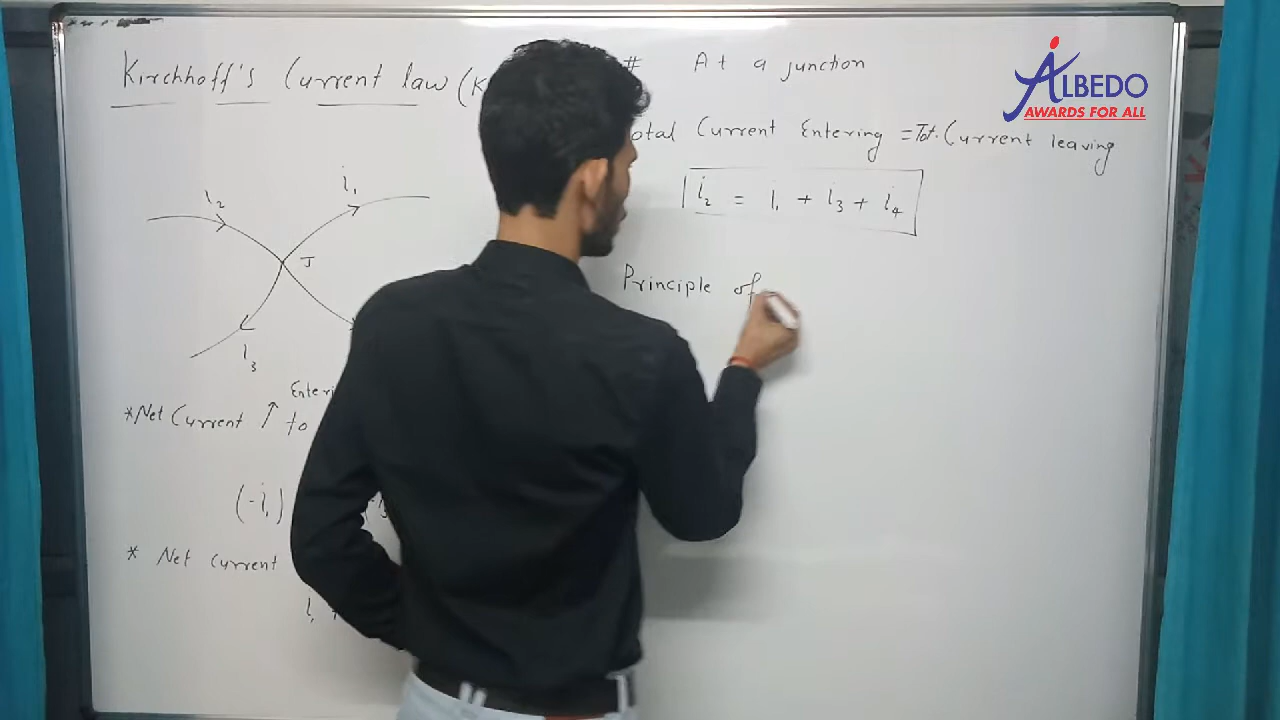 Kirchhoff's Current law (K
i₂
i₁
J
i₃
Enteri
*Net Current ↑ to
(-i₁)
* Net Current
i₁ +
# At a junction
otal Current Entering = Tot. Current leaving
i₂ = i₁ + i₃ + i₄
Principle of
ALBEDO
AWARDS FOR ALL